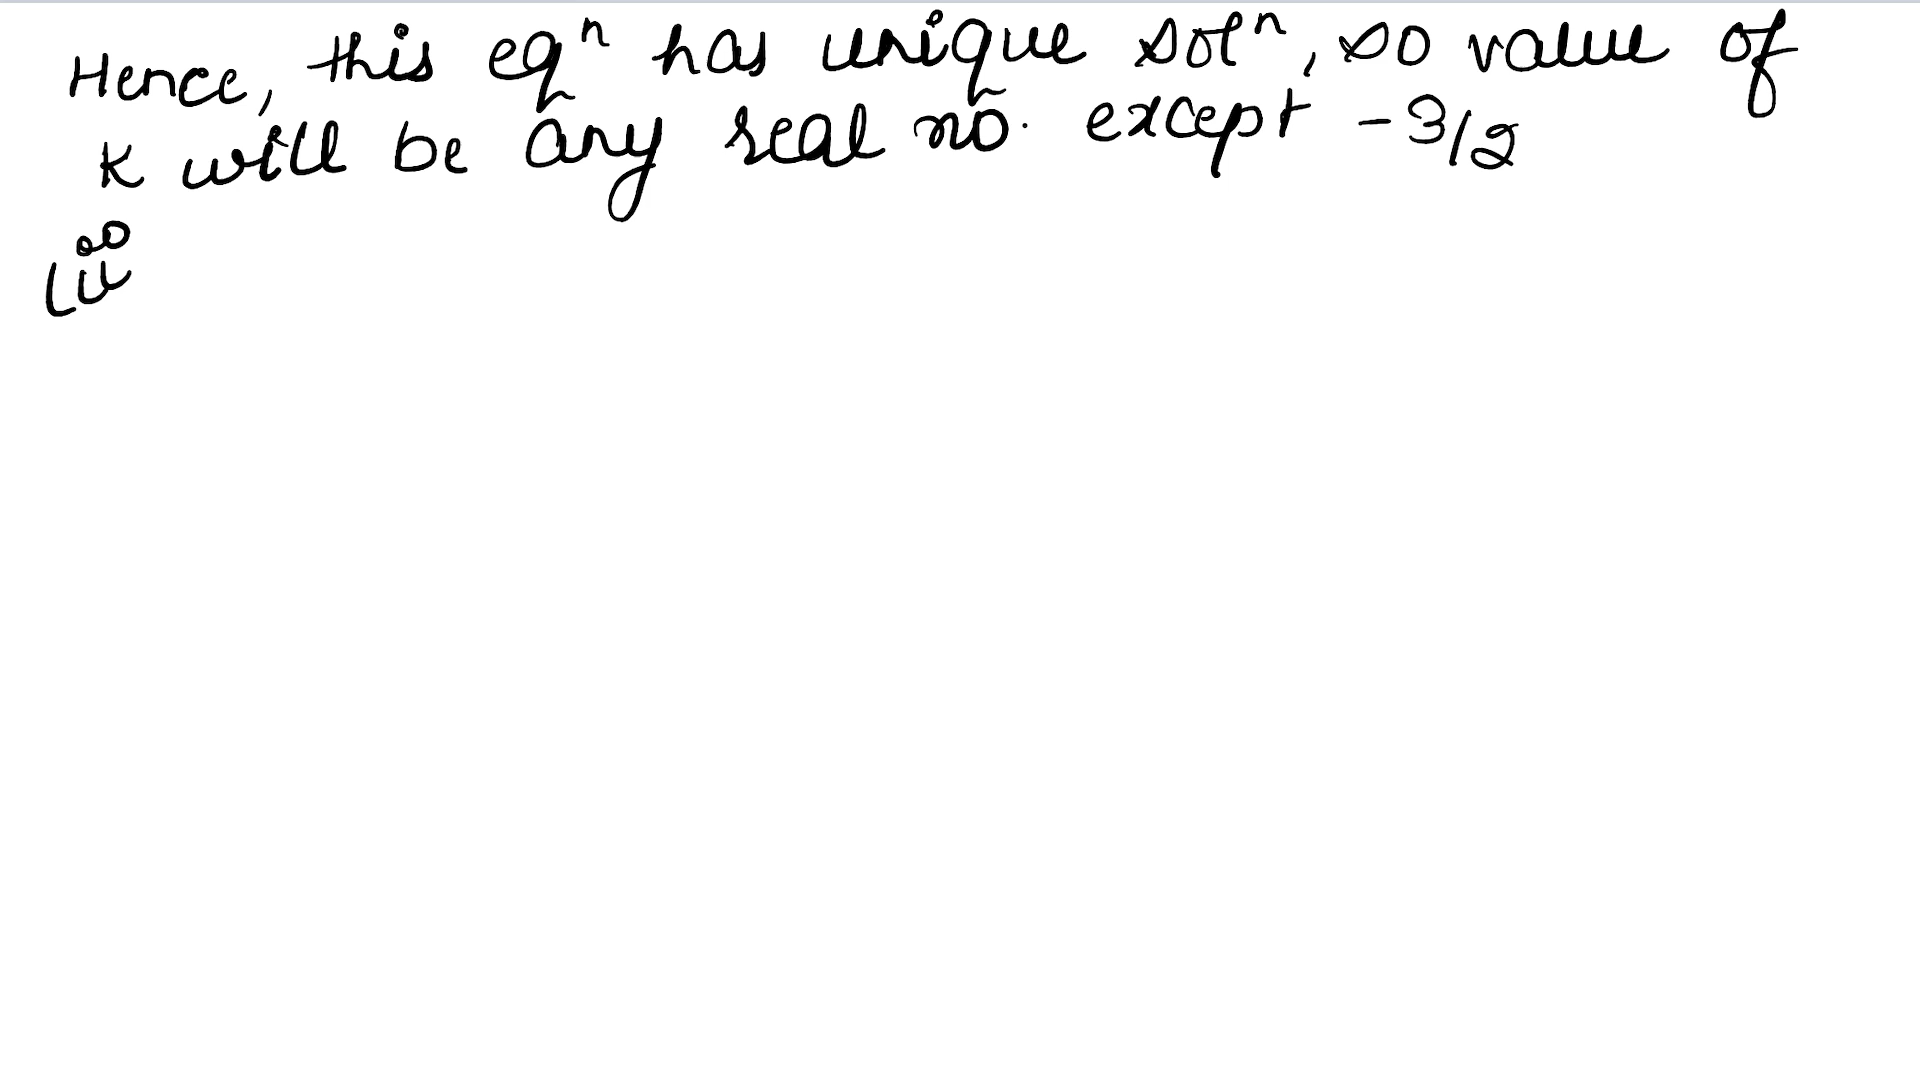 Hence, this eqⁿ has unique solⁿ, so value of
K will be any real no. except -3/2
(ii